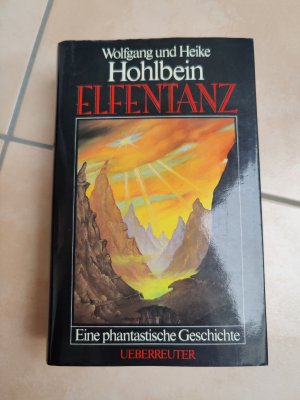 Wolfgang und Heike
Hohlbein
ELFENTANZ
Eine phantastische Geschichte
UEBERREUTER